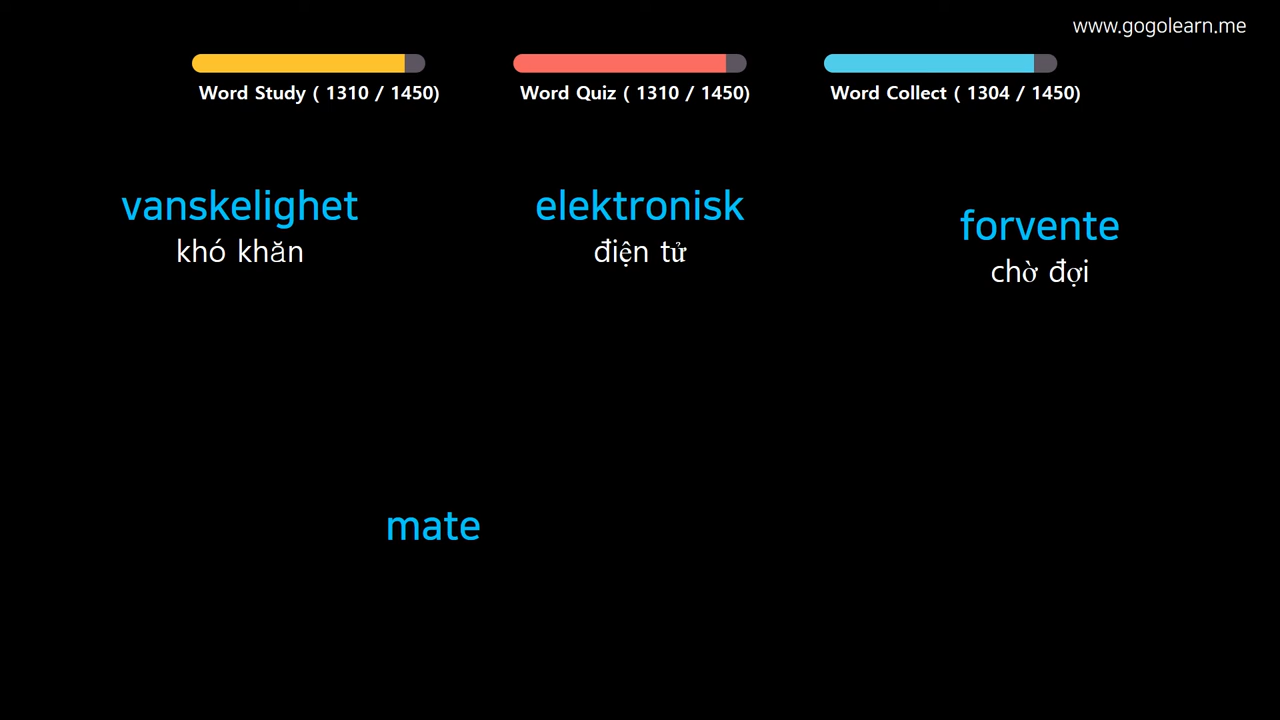 www.gogolearn.me
Word Study ( 1310 / 1450)
Word Quiz ( 1310 / 1450)
Word Collect ( 1304 / 1450)
vanskelighet
khó khăn
elektronisk
điện tử
forvente
chờ đợi
mate